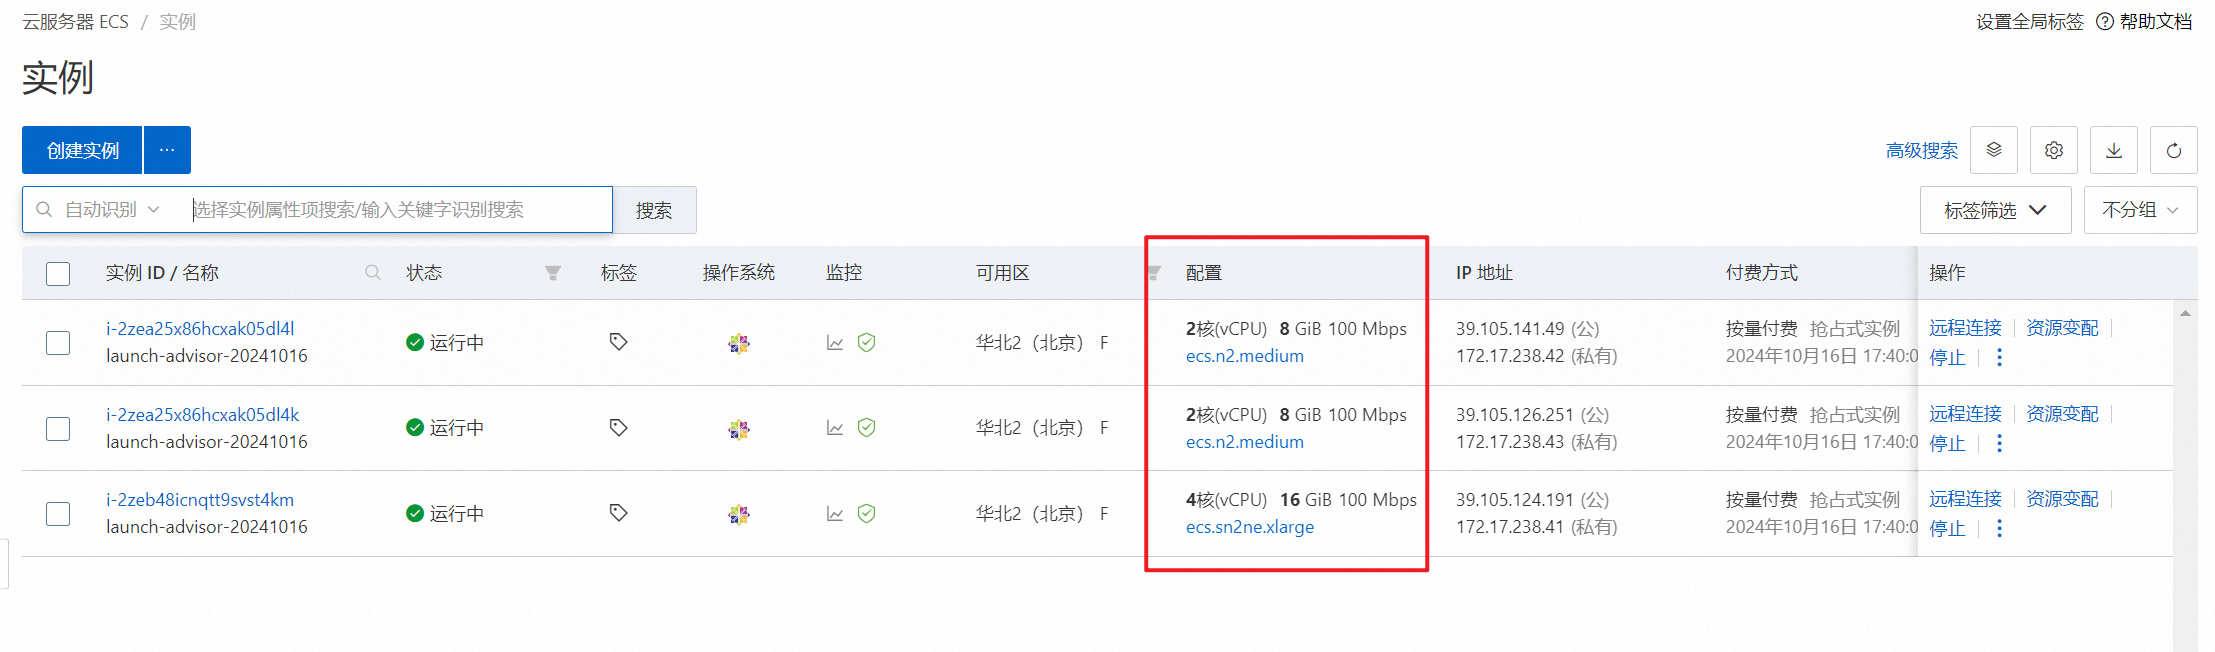 云服务器 ECS / 实例
设置全局标签 帮助文档
实例
创建实例 ...
高级搜索
自动识别 选择实例属性项搜索/输入关键字识别搜索 搜索
标签筛选 不分组
实例 ID / 名称 状态 标签 操作系统 监控 可用区 配置 IP 地址 付费方式 操作
i-2zea25x86hcxak05dl4l 运行中 华北2（北京） F 2核(vCPU) 8 GiB 100 Mbps 39.105.141.49 (公) 按量付费 抢占式实例 远程连接 资源变配
launch-advisor-20241016 ecs.n2.medium 172.17.238.42 (私有) 2024年10月16日 17:40:0 停止
i-2zea25x86hcxak05dl4k 运行中 华北2（北京） F 2核(vCPU) 8 GiB 100 Mbps 39.105.126.251 (公) 按量付费 抢占式实例 远程连接 资源变配
launch-advisor-20241016 ecs.n2.medium 172.17.238.43 (私有) 2024年10月16日 17:40:0 停止
i-2zeb48icnqtt9svst4km 运行中 华北2（北京） F 4核(vCPU) 16 GiB 100 Mbps 39.105.124.191 (公) 按量付费 抢占式实例 远程连接 资源变配
launch-advisor-20241016 ecs.sn2ne.xlarge 172.17.238.41 (私有) 2024年10月16日 17:40:0 停止